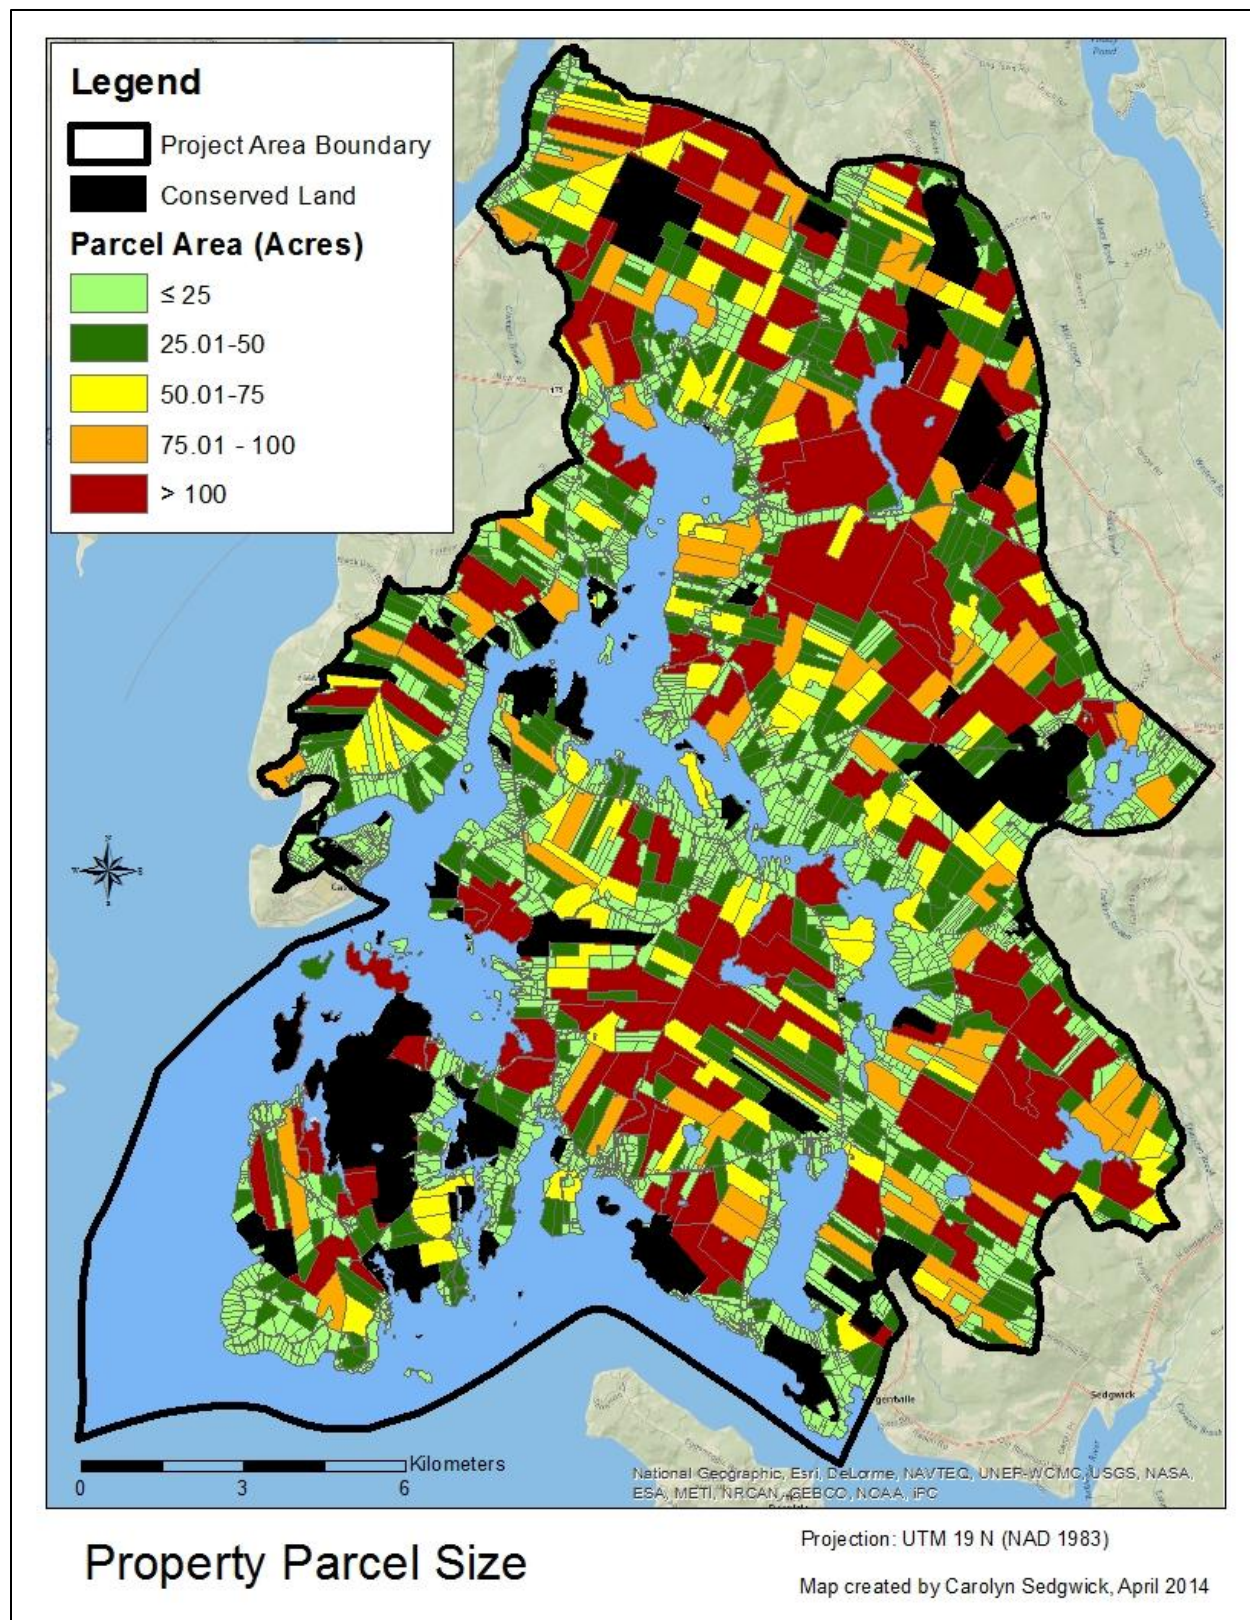 Legend
Project Area Boundary
Conserved Land
Parcel Area (Acres)
≤ 25
25.01-50
50.01-75
75.01 - 100
> 100
175
Sedgwick
Kilometers
0 3 6
National Geographic, Esri, DeLorme, NAVTEQ, UNEP-WCMC, USGS, NASA,
ESA, METI, NRCAN, GEBCO, NOAA, iPC
Property Parcel Size
Projection: UTM 19 N (NAD 1983)
Map created by Carolyn Sedgwick, April 2014